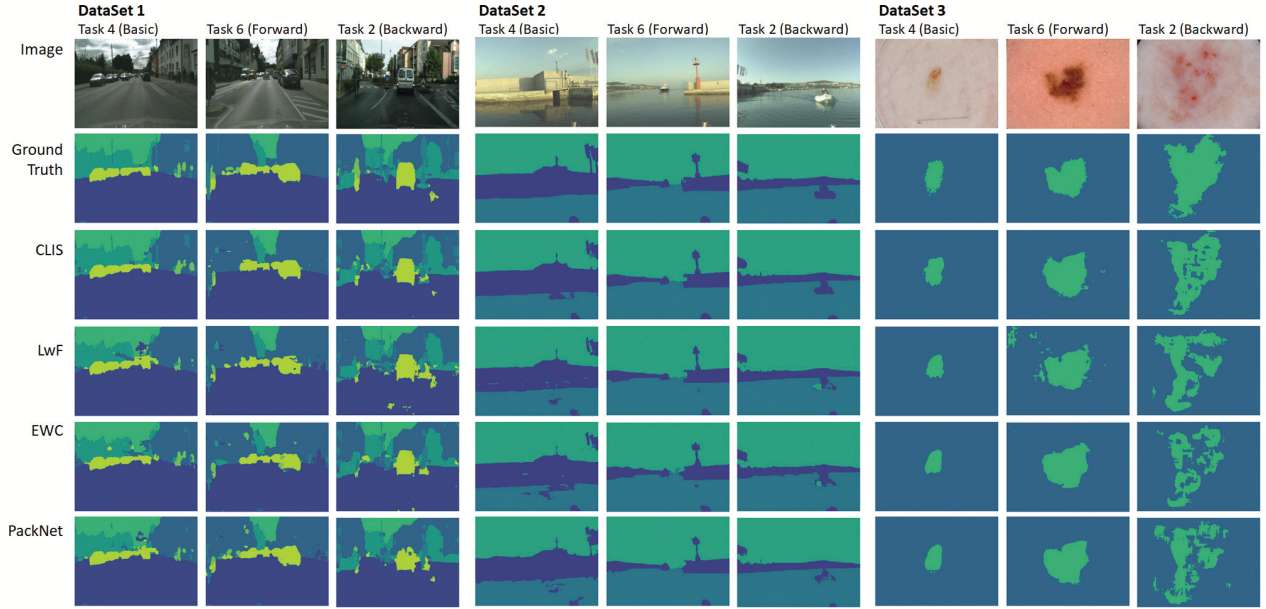 DataSet 1 DataSet 2 DataSet 3
Task 4 (Basic) Task 6 (Forward) Task 2 (Backward) Task 4 (Basic) Task 6 (Forward) Task 2 (Backward) Task 4 (Basic) Task 6 (Forward) Task 2 (Backward)
Image
Ground
Truth
CLIS
LwF
EWC
PackNet